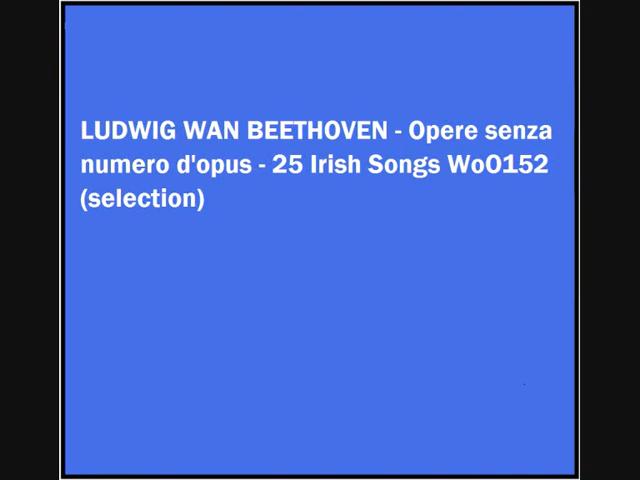 LUDWIG WAN BEETHOVEN - Opere senza
numero d'opus - 25 Irish Songs WoO152
(selection)